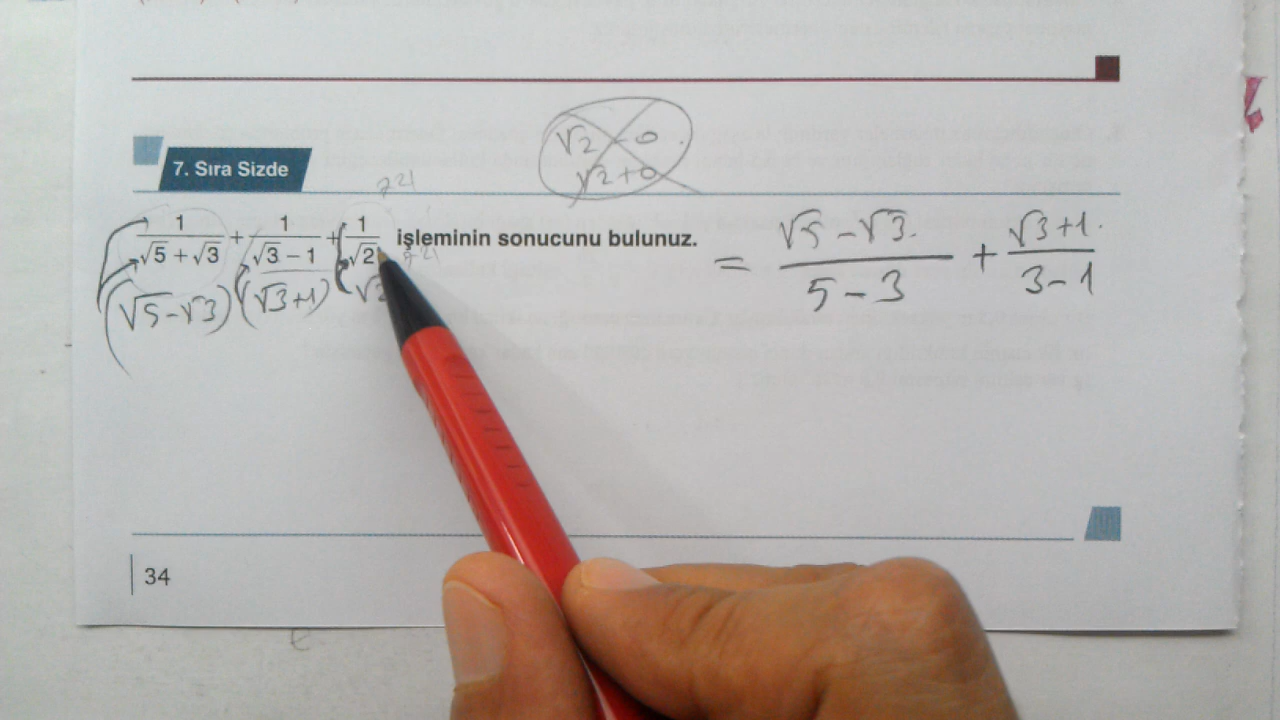 √2 - 0
√2 + 0
7. Sıra Sizde
1/(√5 + √3) + 1/(√3 − 1) + 1/√2 işleminin sonucunu bulunuz.
(√5 - √3) (√3 + 1)
= (√5 - √3)/(5 - 3) + (√3 + 1)/(3 - 1)
34